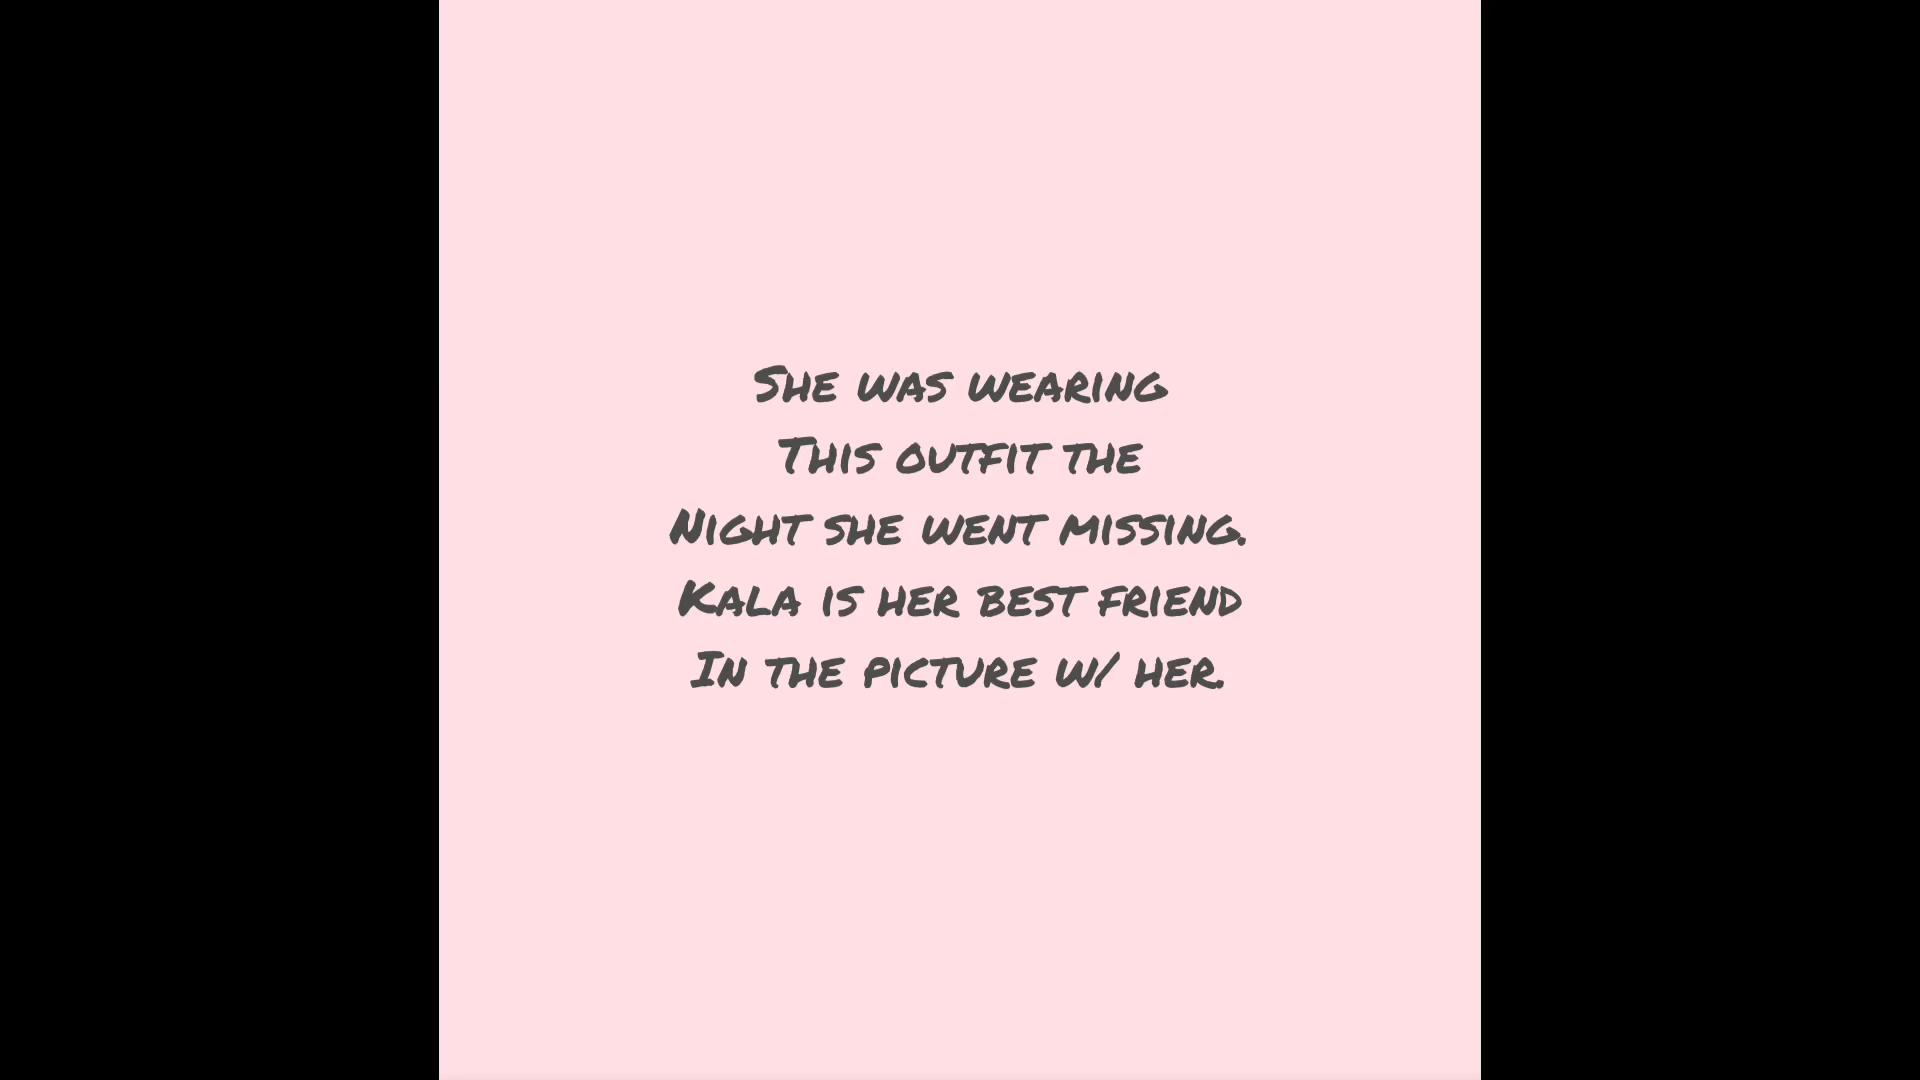 She was wearing
This outfit the
Night she went missing.
Kala is her best friend
In the picture w/ her.